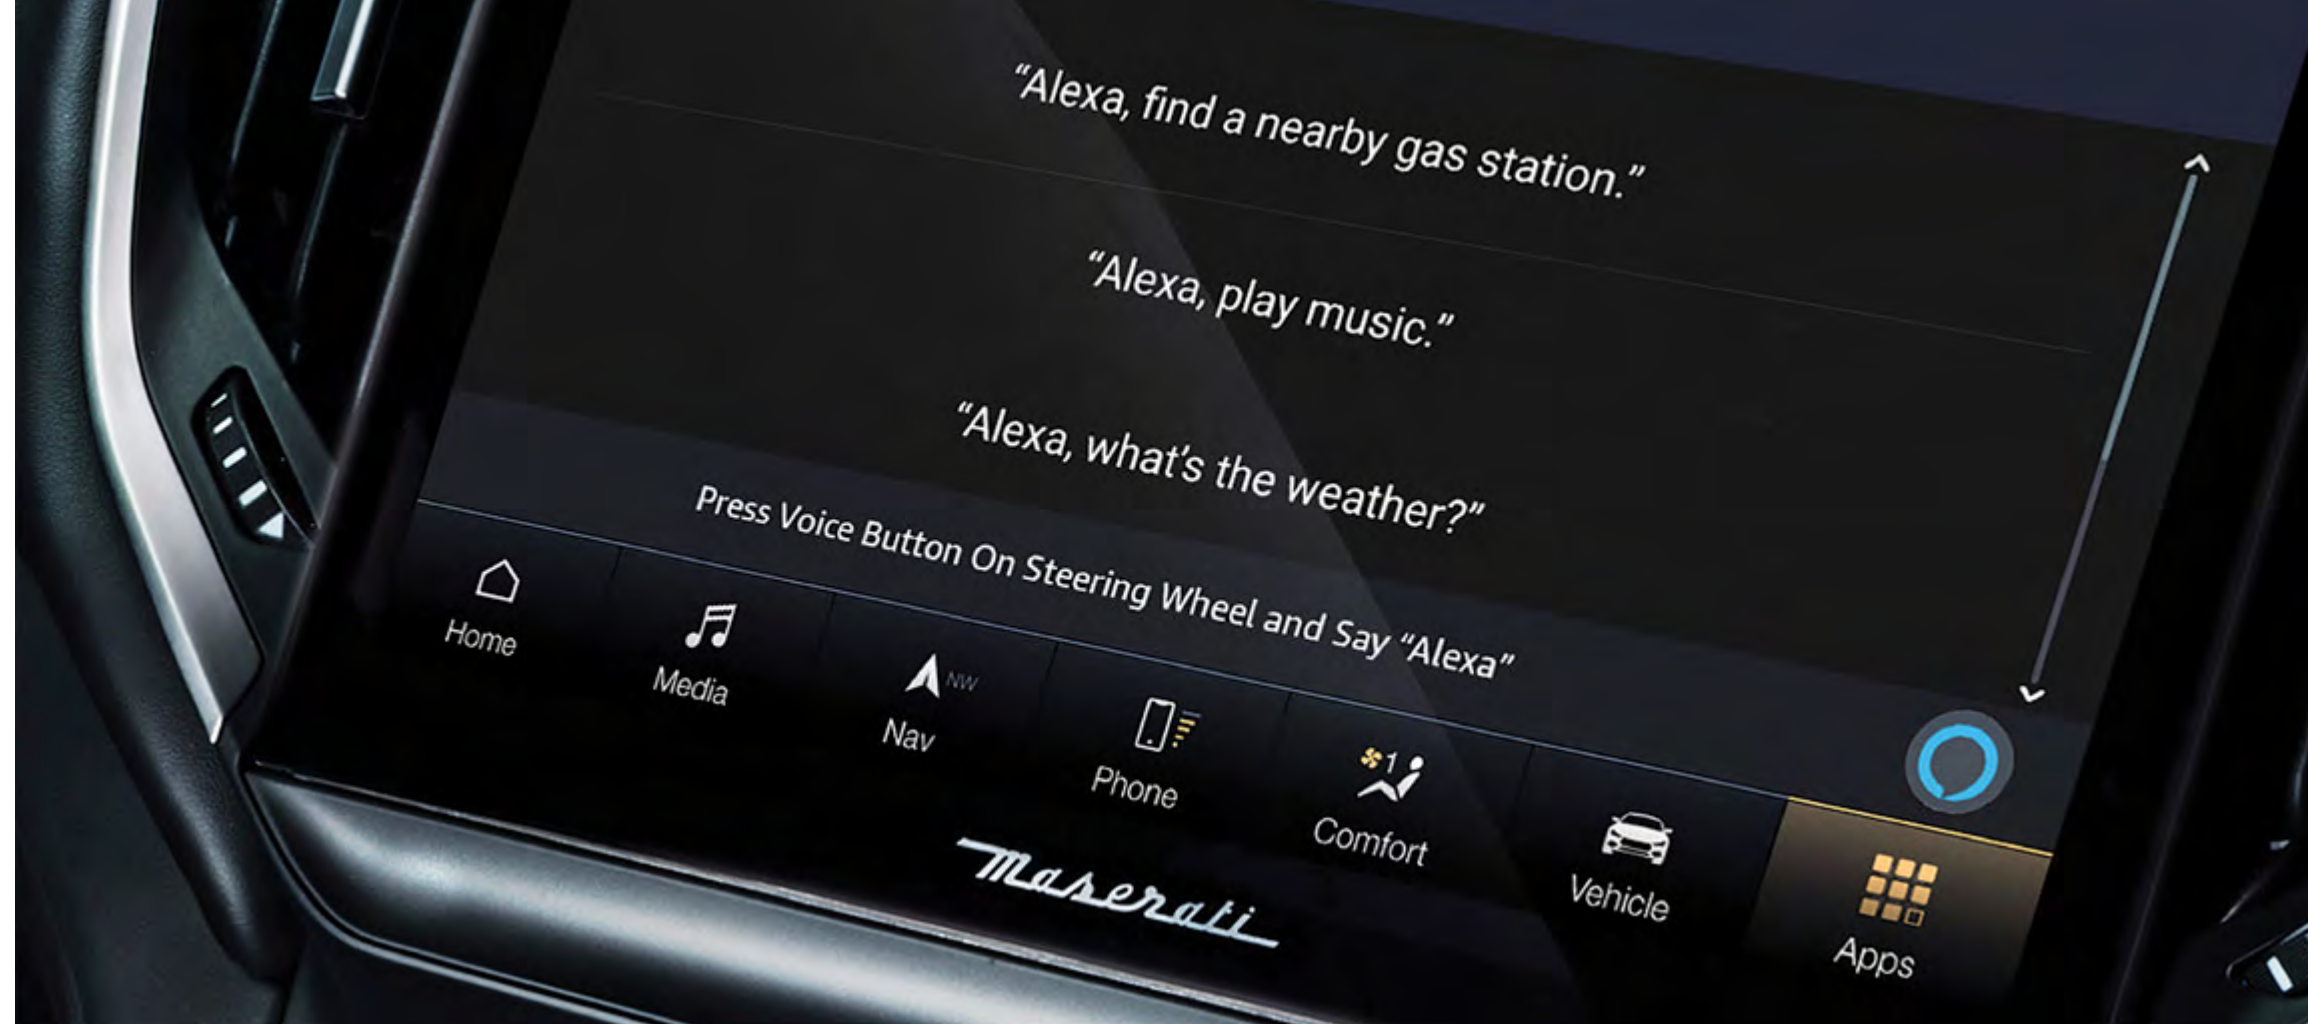 “Alexa, find a nearby gas station.”
“Alexa, play music.”
“Alexa, what's the weather?”
Press Voice Button On Steering Wheel and Say “Alexa”
Home
Media
NW
Nav
Phone
1
Comfort
Vehicle
Apps
Maserati